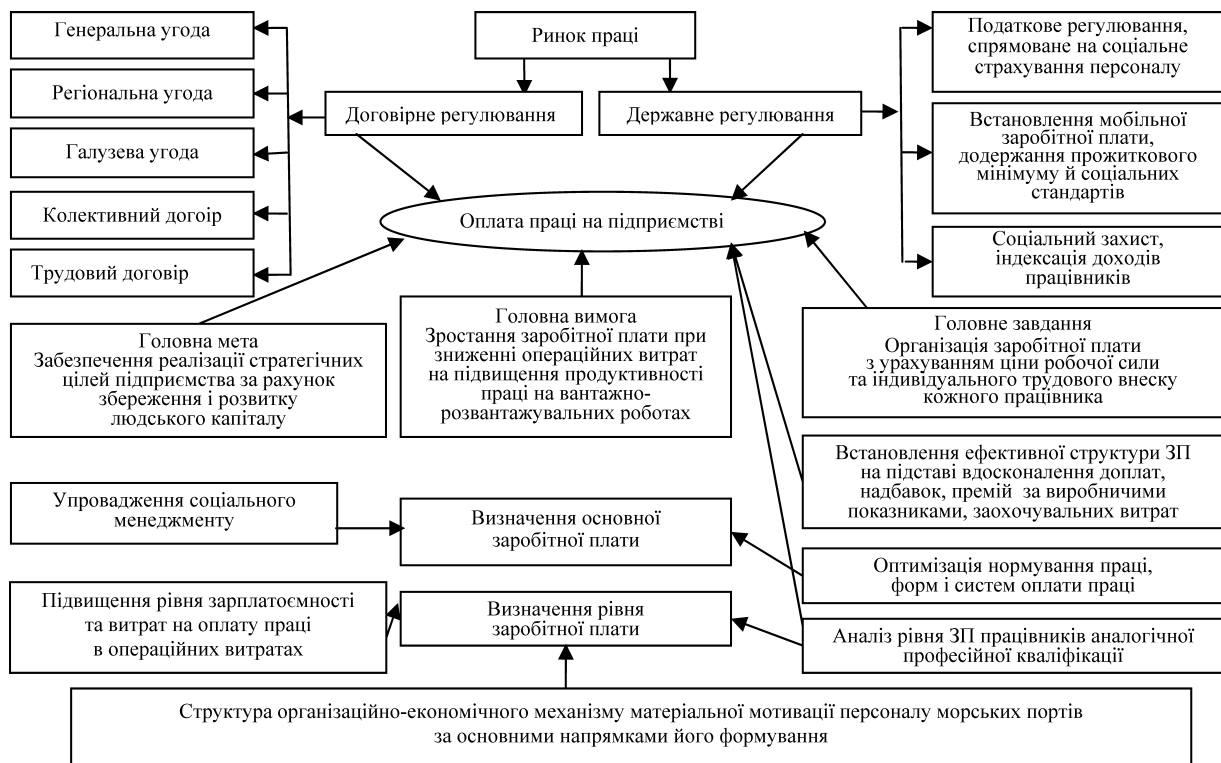 Генеральна угода
Регіональна угода
Галузева угода
Колективний догоір
Трудовий договір
Ринок праці
Договірне регулювання
Державне регулювання
Податкове регулювання,
спрямоване на соціальне
страхування персоналу
Встановлення мобільної
заробітної плати,
додержання прожиткового
мінімуму й соціальних
стандартів
Соціальний захист,
індексація доходів
працівників
Оплата праці на підприємстві
Головна мета
Забезпечення реалізації стратегічних
цілей підприємства за рахунок
збереження і розвитку
людського капіталу
Головна вимога
Зростання заробітної плати при
зниженні операційних витрат
на підвищення продуктивності
праці на вантажно-
розвантажувальних роботах
Головне завдання
Організація заробітної плати
з урахуванням ціни робочої сили
та індивідуального трудового внеску
кожного працівника
Встановлення ефективної структури ЗП
на підставі вдосконалення доплат,
надбавок, премій за виробничими
показниками, заохочувальних витрат
Упровадження соціального
менеджменту
Визначення основної
заробітної плати
Оптимізація нормування праці,
форм і систем оплати праці
Підвищення рівня зарплатоємності
та витрат на оплату праці
в операційних витратах
Визначення рівня
заробітної плати
Аналіз рівня ЗП працівників аналогічної
професійної кваліфікації
Структура організаційно-економічного механізму матеріальної мотивації персоналу морських портів
за основними напрямками його формування